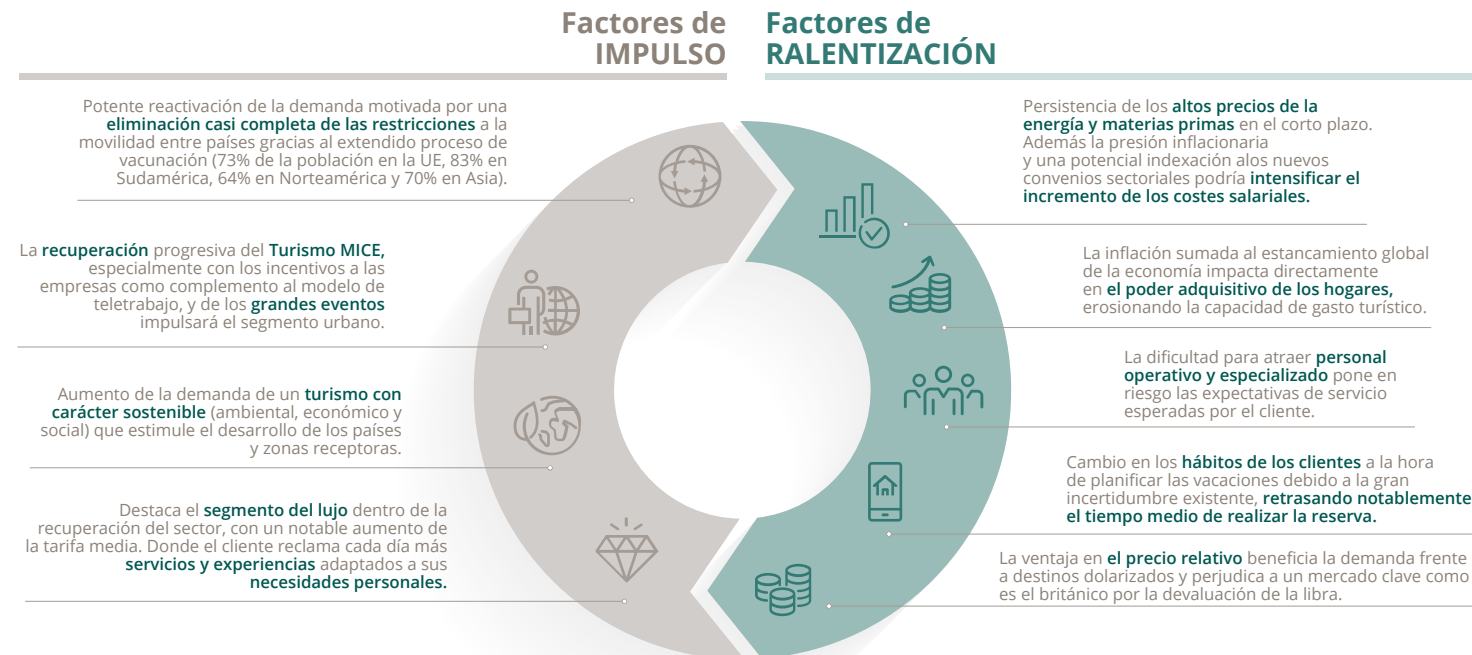 Factores de
IMPULSO
Potente reactivación de la demanda motivada por una
eliminación casi completa de las restricciones a la
movilidad entre países gracias al extendido proceso de
vacunación (73% de la población en la UE, 83% en
Sudamérica, 64% en Norteamérica y 70% en Asia).
La recuperación progresiva del Turismo MICE,
especialmente con los incentivos a las
empresas como complemento al modelo de
teletrabajo, y de los grandes eventos
impulsará el segmento urbano.
Aumento de la demanda de un turismo con
carácter sostenible (ambiental, económico y
social) que estimule el desarrollo de los países
y zonas receptoras.
Destaca el segmento del lujo dentro de la
recuperación del sector, con un notable aumento de
la tarifa media. Donde el cliente reclama cada día más
servicios y experiencias adaptados a sus
necesidades personales.
Factores de
RALENTIZACIÓN
Persistencia de los altos precios de la
energía y materias primas en el corto plazo.
Además la presión inflacionaria
y una potencial indexación alos nuevos
convenios sectoriales podría intensificar el
incremento de los costes salariales.
La inflación sumada al estancamiento global
de la economía impacta directamente
en el poder adquisitivo de los hogares,
erosionando la capacidad de gasto turístico.
La dificultad para atraer personal
operativo y especializado pone en
riesgo las expectativas de servicio
esperadas por el cliente.
Cambio en los hábitos de los clientes a la hora
de planificar las vacaciones debido a la gran
incertidumbre existente, retrasando notablemente
el tiempo medio de realizar la reserva.
La ventaja en el precio relativo beneficia la demanda frente
a destinos dolarizados y perjudica a un mercado clave como
es el británico por la devaluación de la libra.